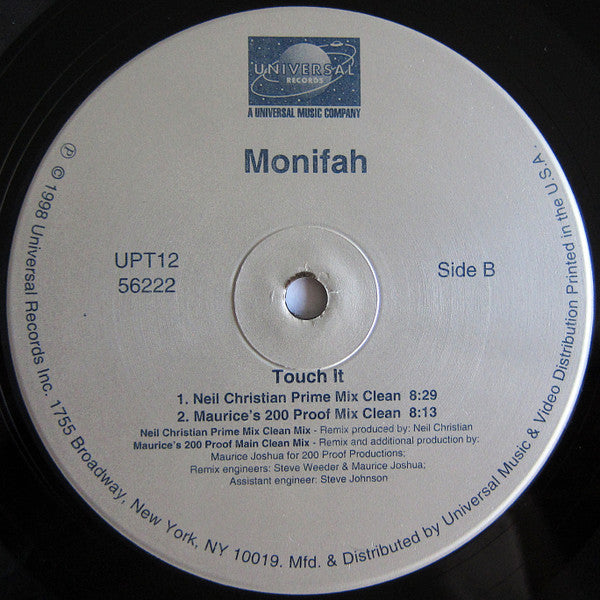 UNIVERSAL
RECORDS
A UNIVERSAL MUSIC COMPANY
Monifah
UPT12
56222
Side B
Touch It
1. Neil Christian Prime Mix Clean 8:29
2. Maurice's 200 Proof Mix Clean 8:13
Neil Christian Prime Mix Clean Mix - Remix produced by: Neil Christian
Maurice's 200 Proof Main Clean Mix - Remix and additional production by:
Maurice Joshua for 200 Proof Productions;
Remix engineers: Steve Weeder & Maurice Joshua;
Assistant engineer: Steve Johnson
℗ © 1998 Universal Records Inc. 1755 Broadway, New York, NY 10019. Mfd. & Distributed by Universal Music & Video Distribution Printed in the U.S.A.